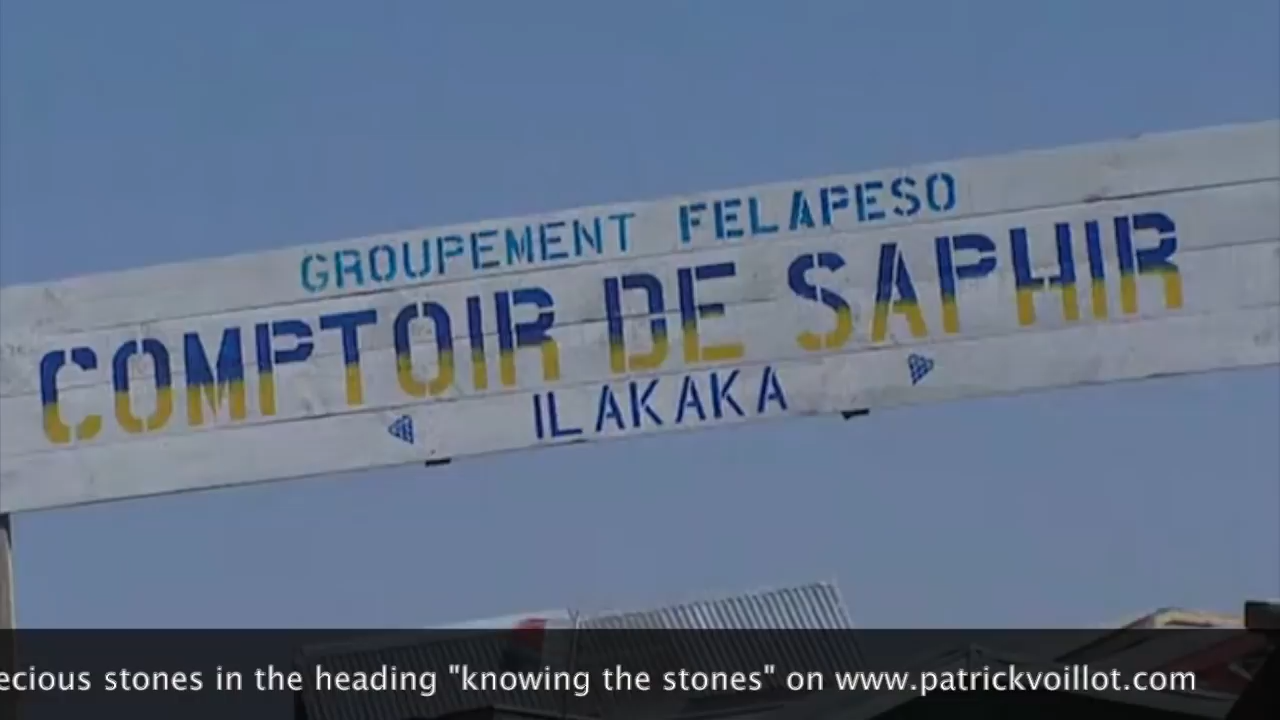 GROUPEMENT FELAPESO
COMPTOIR DE SAPHIR
ILAKAKA
ecious stones in the heading "knowing the stones" on www.patrickvoillot.com